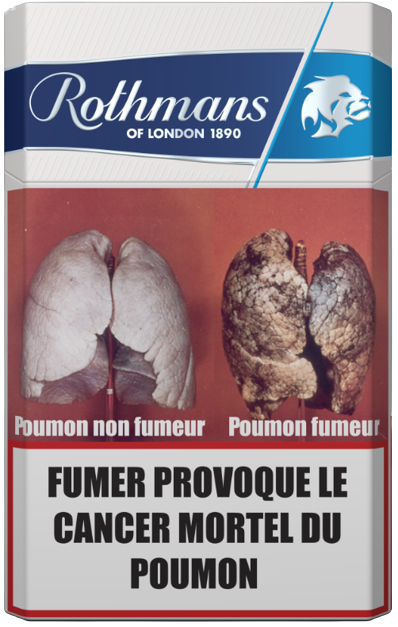 Rothmans
OF LONDON 1890
Poumon non fumeur Poumon fumeur
FUMER PROVOQUE LE
CANCER MORTEL DU
POUMON